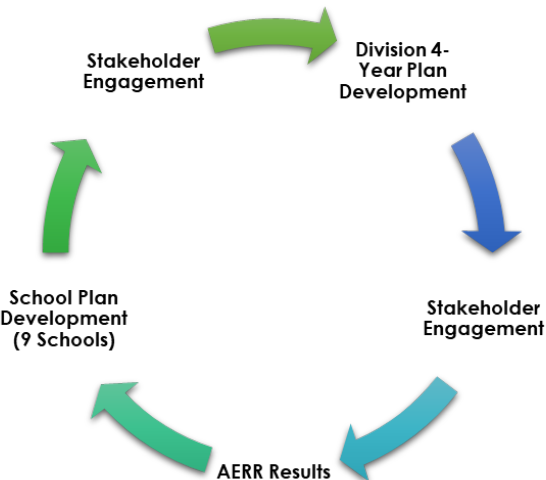 Stakeholder
Engagement
Division 4-
Year Plan
Development
Stakeholder
Engagement
AERR Results
School Plan
Development
(9 Schools)